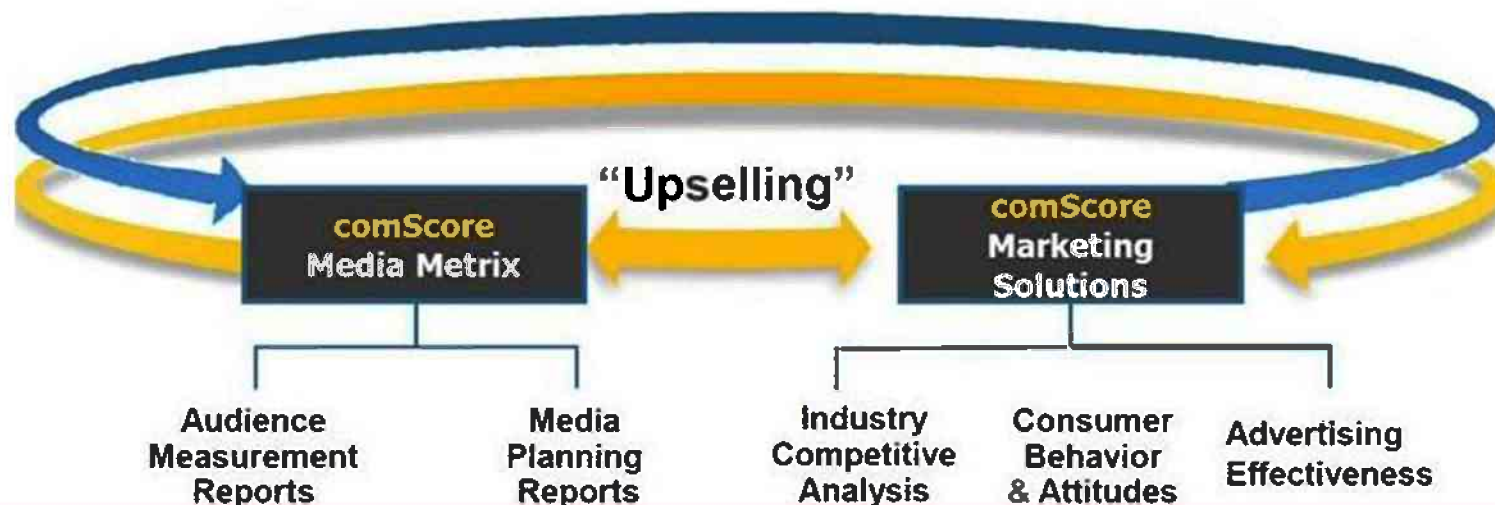 “Upselling”
comScore
Media Metrix
comScore
Marketing
Solutions
Audience
Measurement
Reports
Media
Planning
Reports
Industry
Competitive
Analysis
Consumer
Behavior
& Attitudes
Advertising
Effectiveness